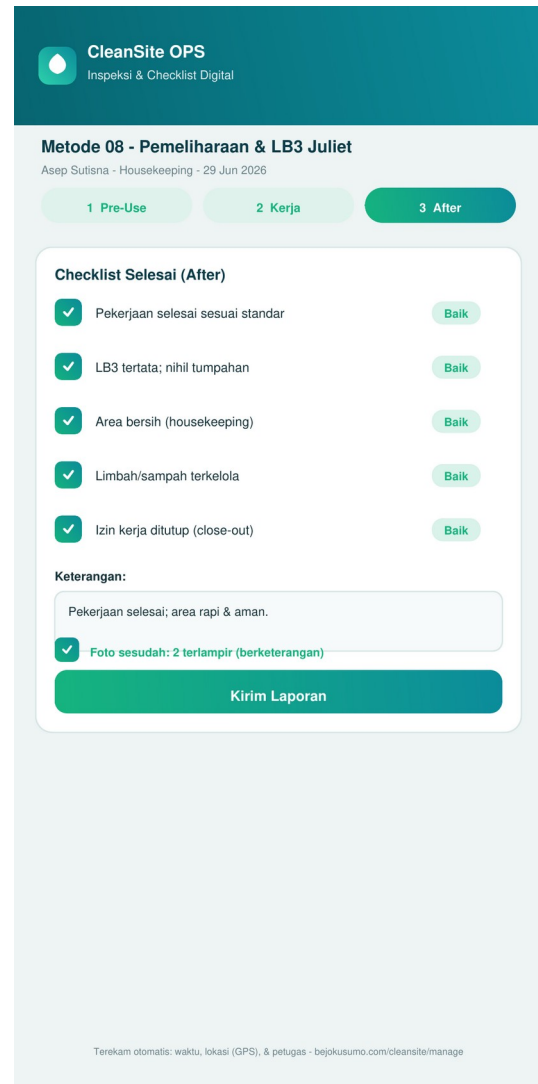 CleanSite OPS
Inspeksi & Checklist Digital
Metode 08 - Pemeliharaan & LB3 Juliet
Asep Sutisna - Housekeeping - 29 Jun 2026
1 Pre-Use
2 Kerja
3 After
Checklist Selesai (After)
Pekerjaan selesai sesuai standar
Baik
LB3 tertata; nihil tumpahan
Baik
Area bersih (housekeeping)
Baik
Limbah/sampah terkelola
Baik
Izin kerja ditutup (close-out)
Baik
Keterangan:
Pekerjaan selesai; area rapi & aman.
Foto sesudah: 2 terlampir (berketerangan)
Kirim Laporan
Terekam otomatis: waktu, lokasi (GPS), & petugas - bejokusumo.com/cleansite/manage